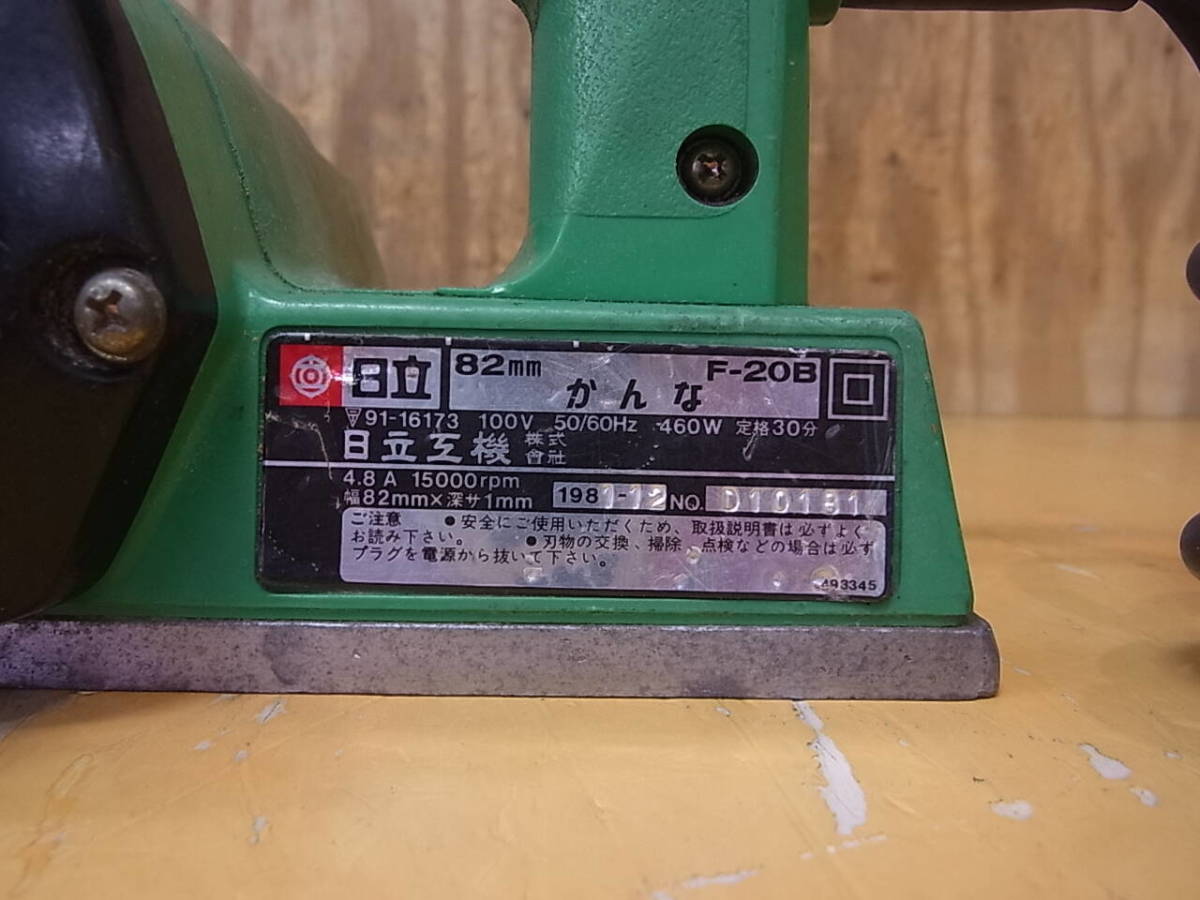 日立 82mm F-20B
かんな
〒91-16173 100V 50/60Hz 460W 定格30分
日立工機 株式會社
4.8A 15000rpm
幅82mm×深サ1mm 1981-12 NO. D10181
ご注意 ●安全にご使用いただくため、取扱説明書は必ずよく
お読み下さい。 ●刃物の交換、掃除、点検などの場合は必ず
プラグを電源から抜いて下さい。
493345